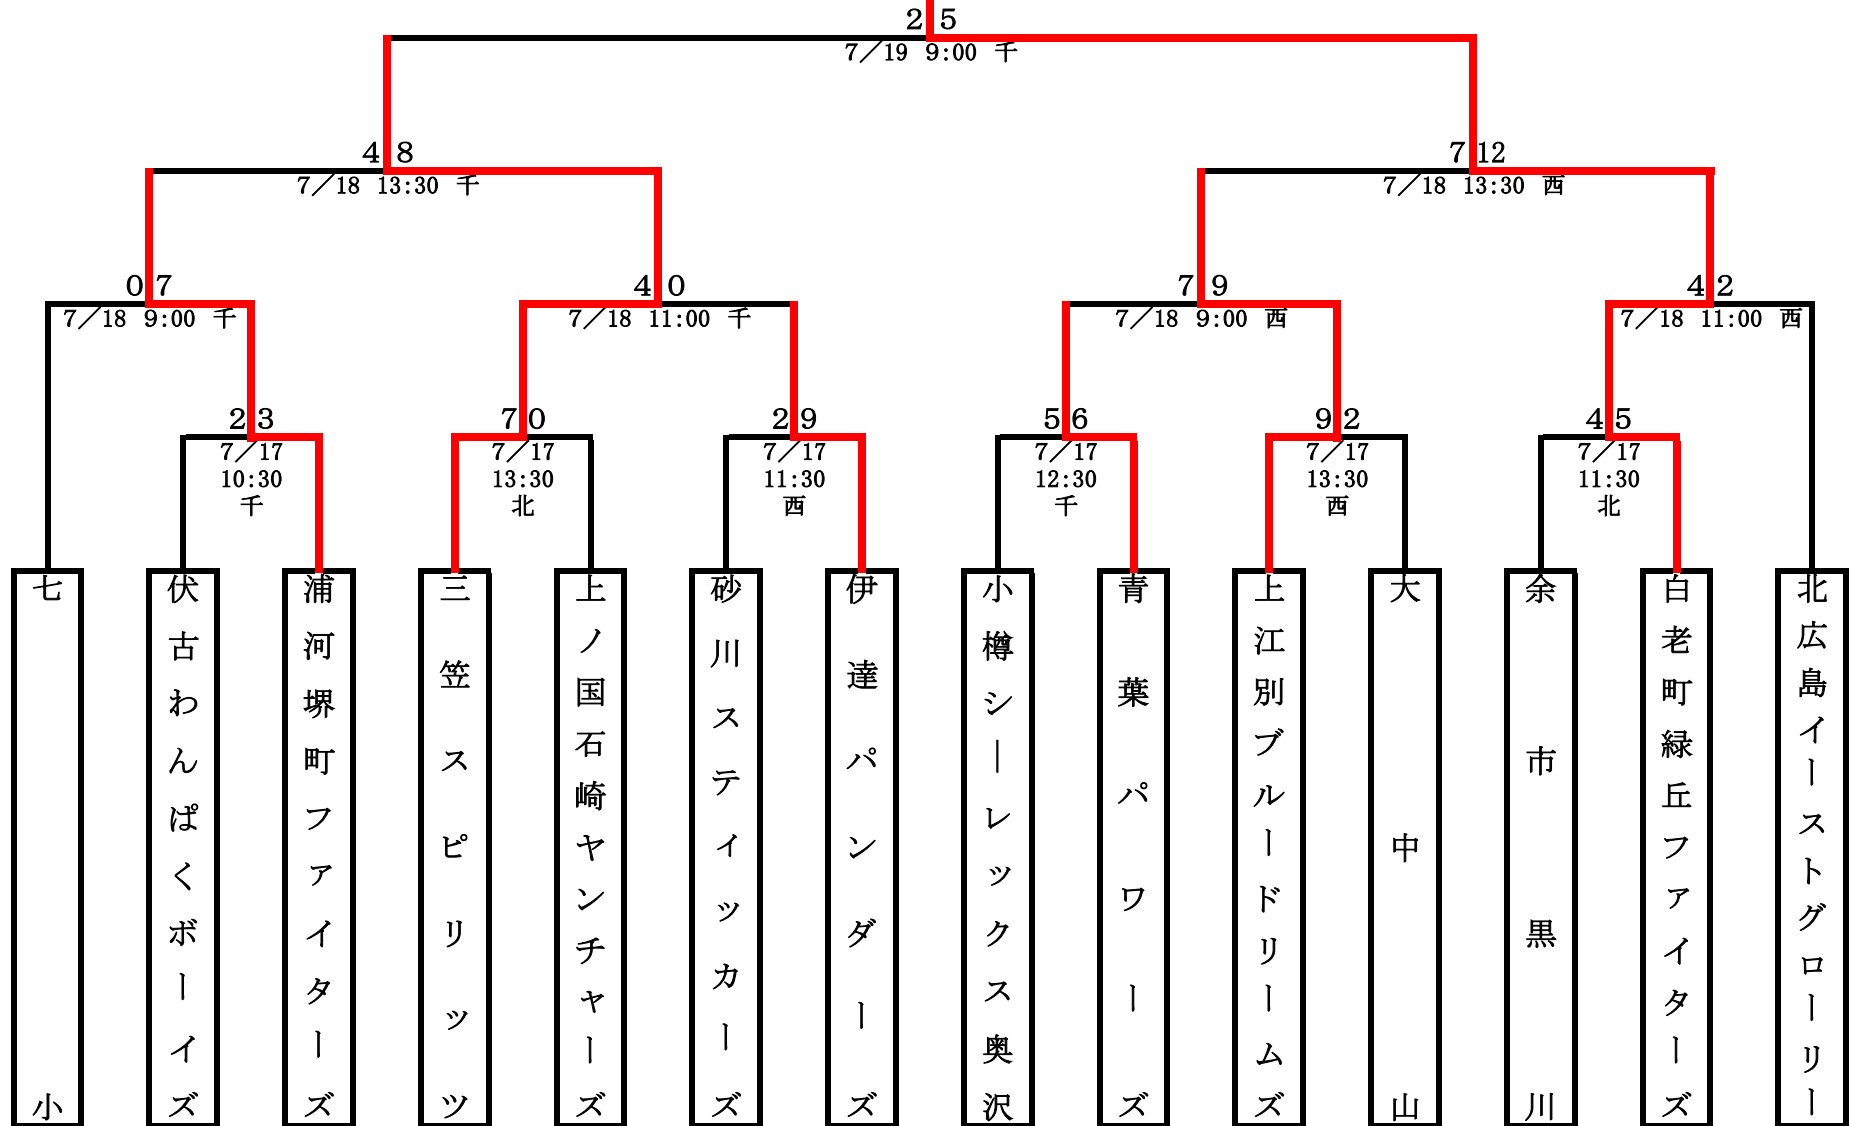 2 5
7／19 9:00 千
4 8
7／18 13:30 千
7 12
7／18 13:30 西
0 7
7／18 9:00 千
4 0
7／18 11:00 千
7 9
7／18 9:00 西
4 2
7／18 11:00 西
2 3
7／17
10:30
千
7 0
7／17
13:30
北
2 9
7／17
11:30
西
5 6
7／17
12:30
千
9 2
7／17
13:30
西
4 5
7／17
11:30
北
七小
伏古わんぱくボーイズ
浦河堺町ファイターズ
三笠スピリッツ
上ノ国石崎ヤンチャーズ
砂川スティッカーズ
伊達パンダーズ
小樽シーレックス奥沢
青葉パワーズ
上江別ブルードリームズ
大中山
余市黒川
白老町緑丘ファイターズ
北広島イーストグローリー